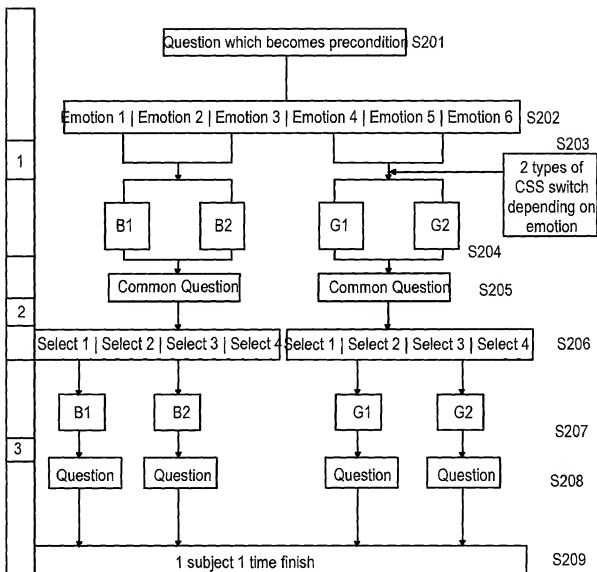 Question which becomes precondition S201
Emotion 1 | Emotion 2 | Emotion 3 | Emotion 4 | Emotion 5 | Emotion 6
S202
S203
1
2 types of
CSS switch
depending on
emotion
B1
B2
G1
G2
S204
Common Question
Common Question
S205
2
Select 1 | Select 2 | Select 3 | Select 4
Select 1 | Select 2 | Select 3 | Select 4
S206
B1
B2
G1
G2
S207
3
Question
Question
Question
Question
S208
1 subject 1 time finish
S209